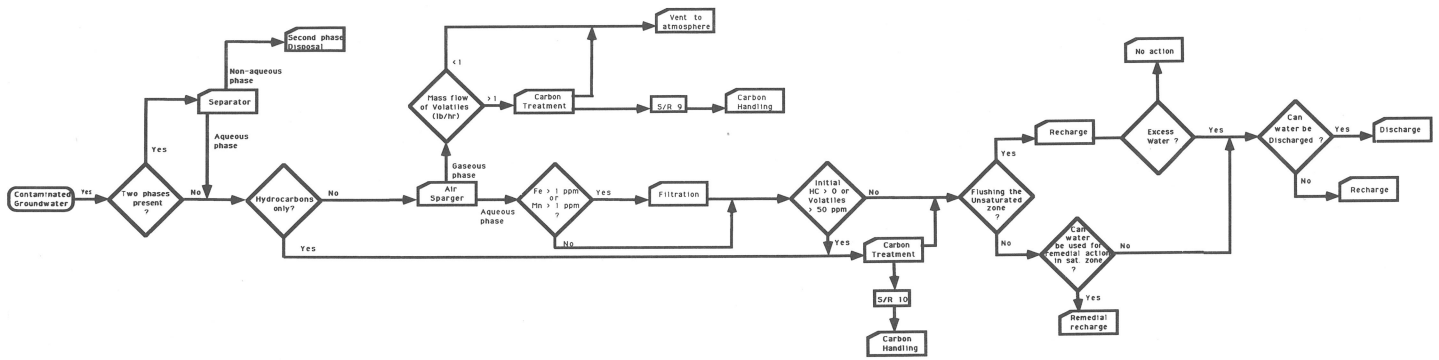 Contaminated
Groundwater
Yes
Two phases
present
?
Yes
No
Separator
Non-aqueous
phase
Second phase
Disposal
Aqueous
phase
Hydrocarbons
only?
No
Yes
Air
Sparger
Gaseous
phase
Aqueous
phase
Mass flow
of Volatiles
(lb/hr)
<1
>1
Carbon
Treatment
Vent to
atmosphere
S/R 9
Carbon
Handling
Fe > 1 ppm
or
Mn > 1 ppm
?
Yes
No
Filtration
Initial
HC > 0 or
Volatiles
> 50 ppm
No
Yes
Carbon
Treatment
S/R 10
Carbon
Handling
Flushing the
Unsaturated
zone
?
Yes
No
Recharge
Excess
Water ?
No action
Yes
Can
water
be used for
remedial action
in sat. zone
?
No
Yes
Remedial
recharge
Can
water be
Discharged ?
Yes
Discharge
No
Recharge